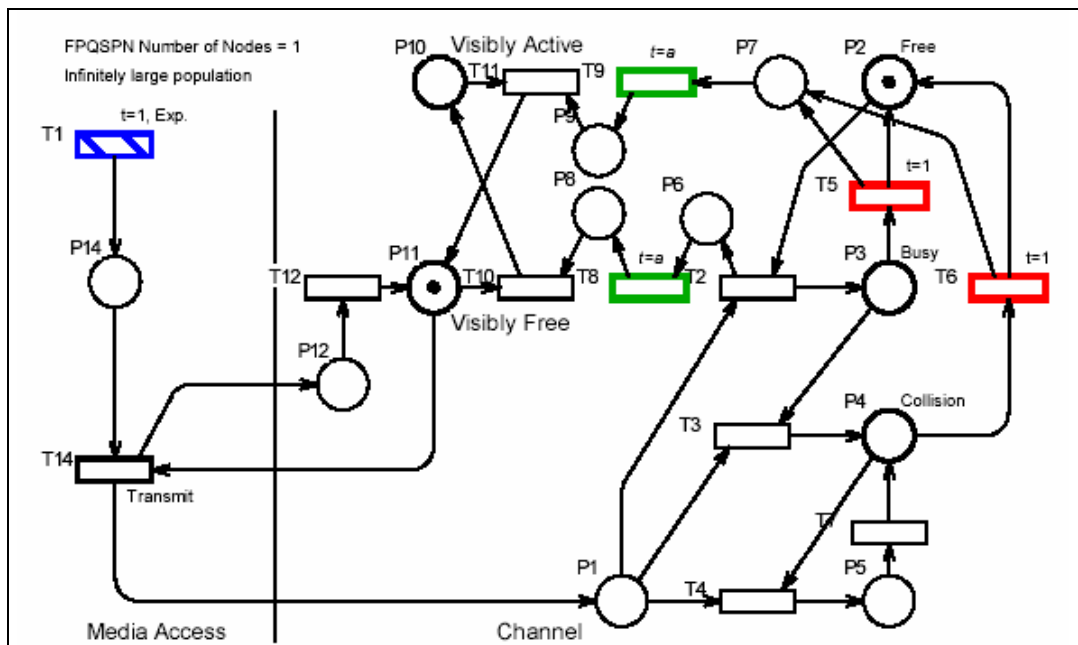 FPQSPN Number of Nodes = 1
Infinitely large population
P10
Visibly Active
t=a
P7
P2
Free
T11
T9
t=1, Exp.
T1
P9
P8
P6
T5
t=1
P14
P11
P3
Busy
T12
T10
T8
t=a
T2
T6
t=1
Visibly Free
P12
P4
Collision
T3
T14
Transmit
T7
P1
P5
T4
Media Access
Channel